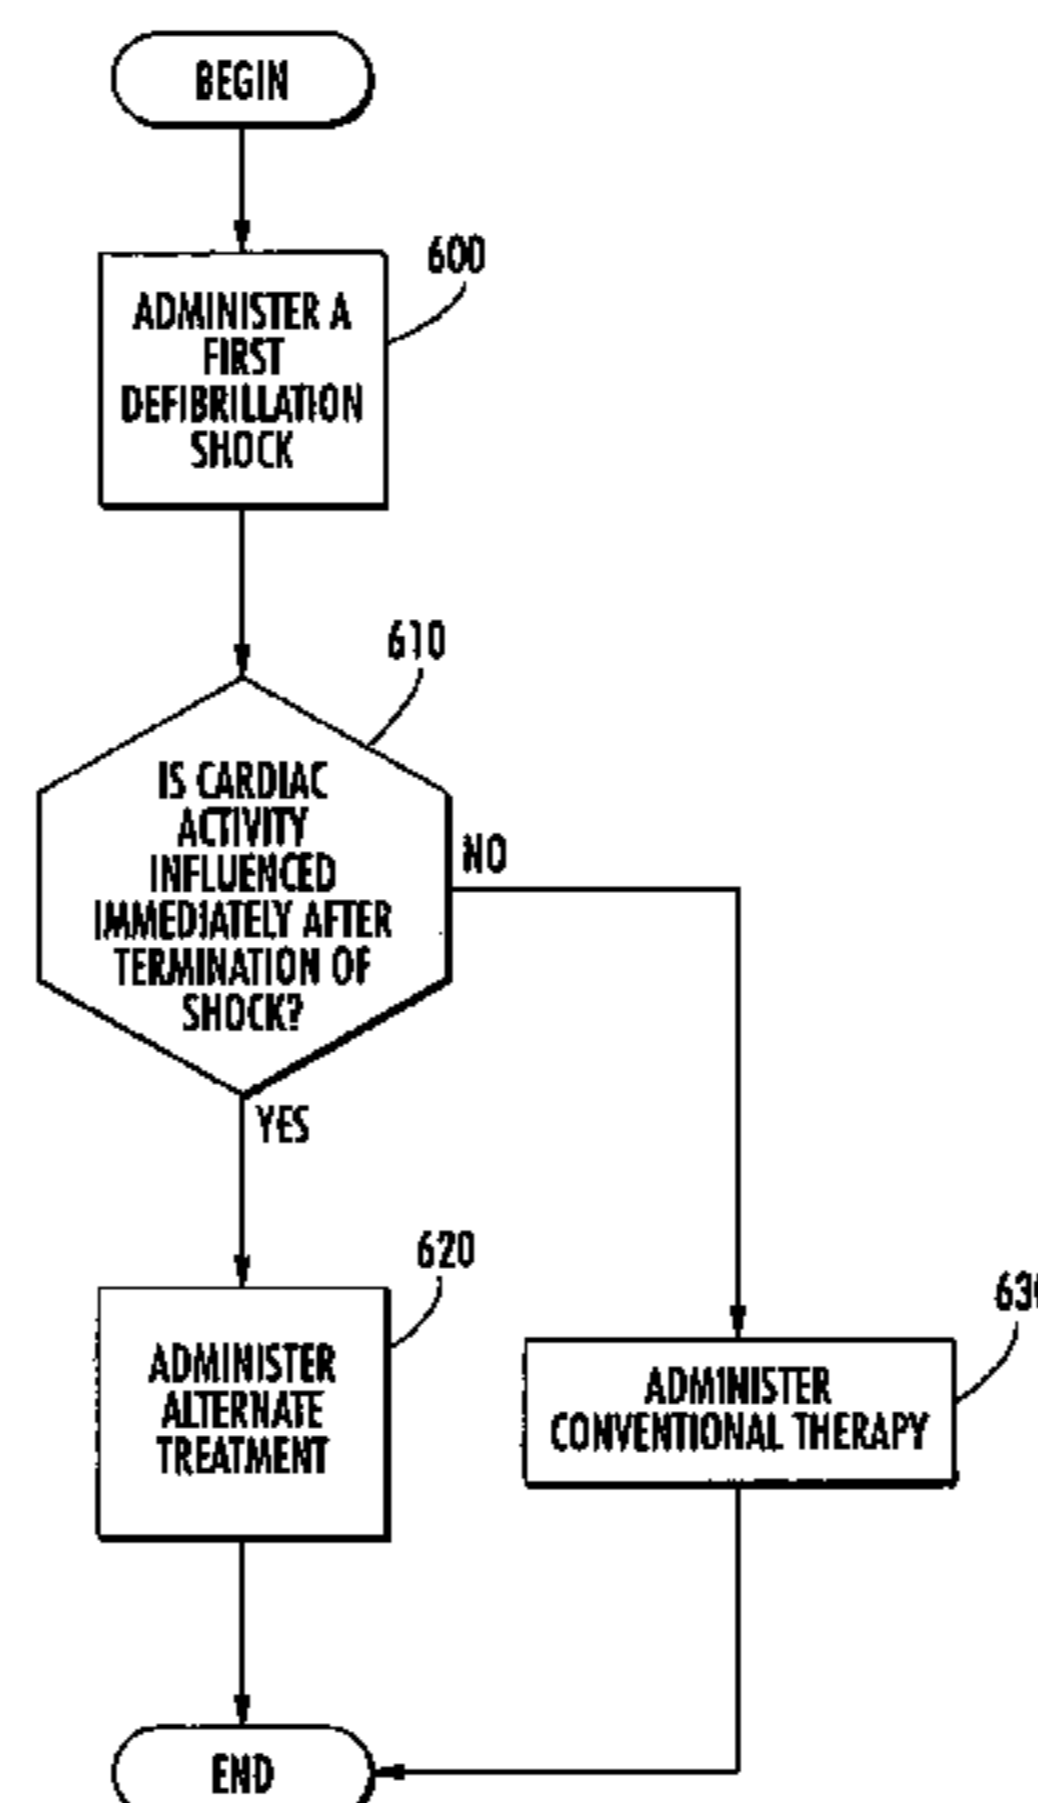 BEGIN
600
ADMINISTER A
FIRST
DEFIBRILLATION
SHOCK
610
IS CARDIAC
ACTIVITY
INFLUENCED
IMMEDIATELY AFTER
TERMINATION OF
SHOCK?
NO
YES
620
ADMINISTER
ALTERNATE
TREATMENT
ADMINISTER
CONVENTIONAL THERAPY
END